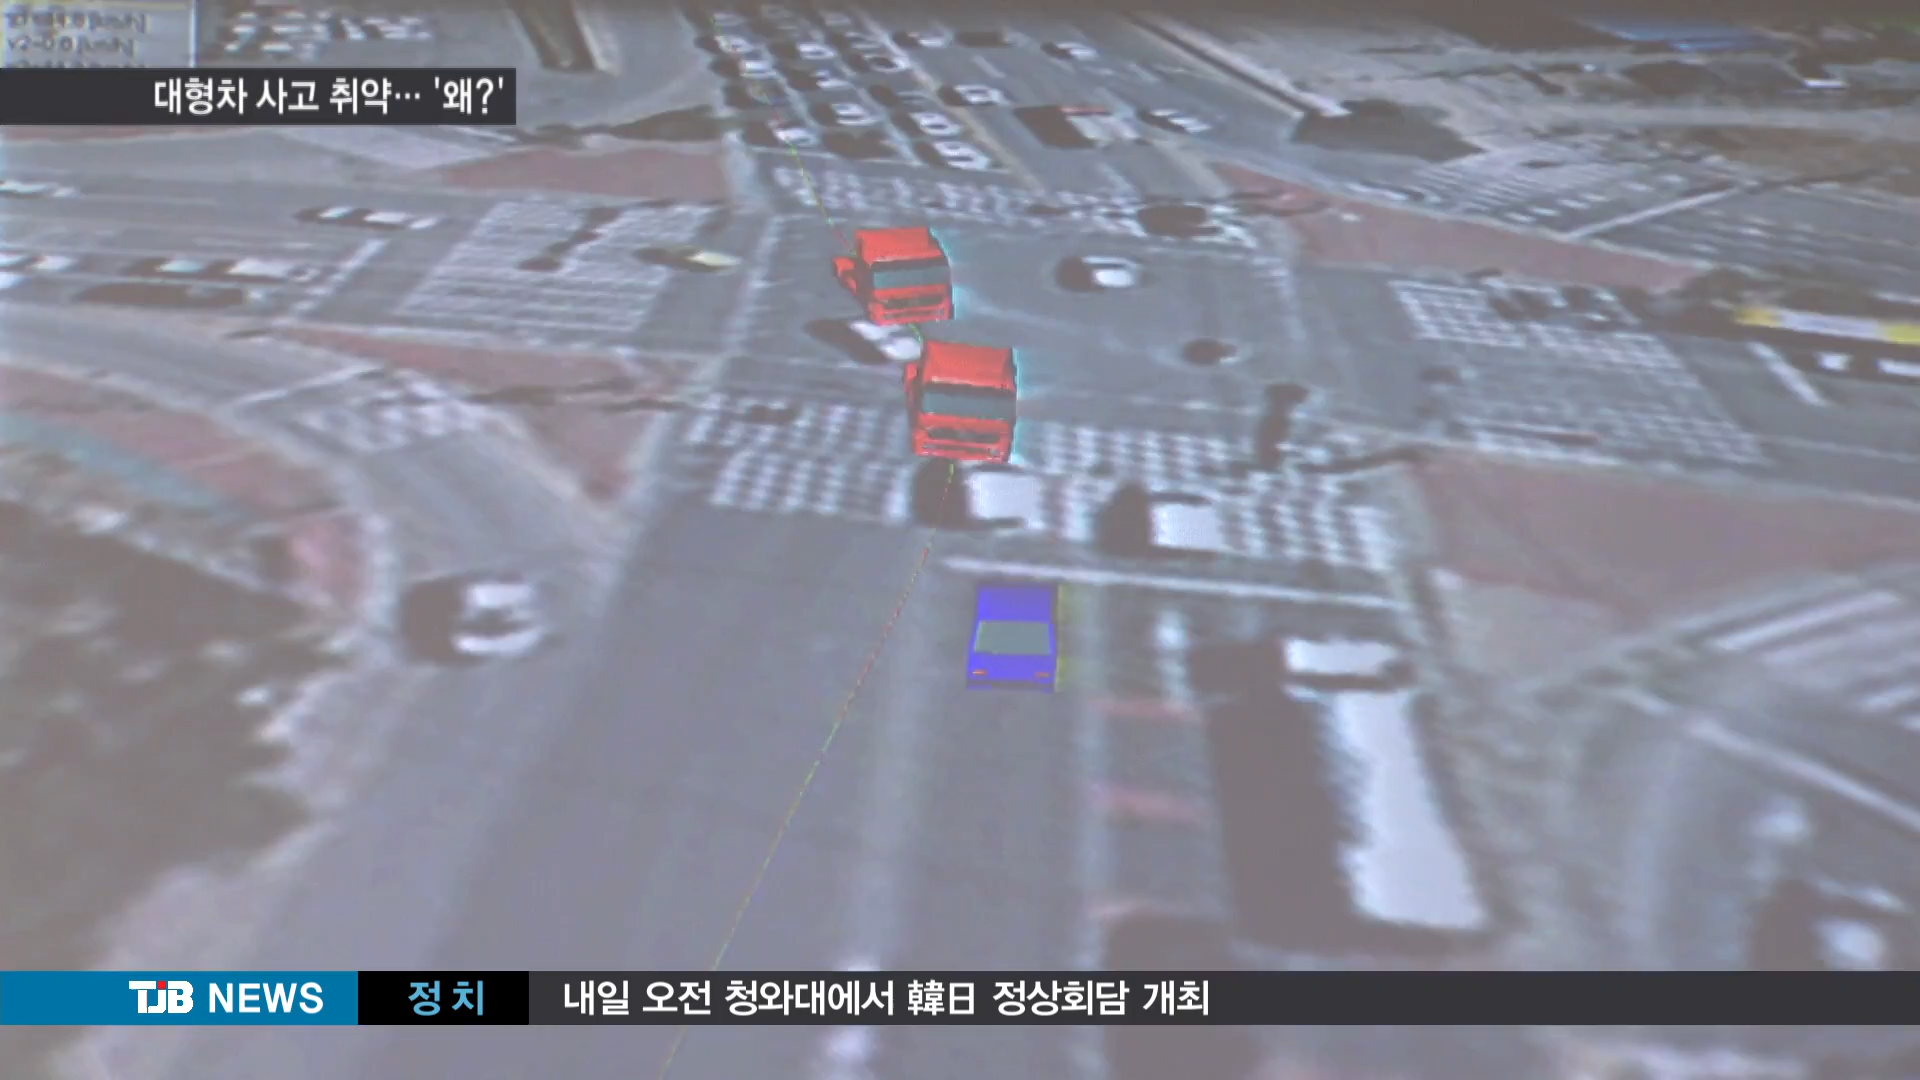 대형차 사고 취약… '왜?'
TJB NEWS 정치 내일 오전 청와대에서 韓日 정상회담 개최